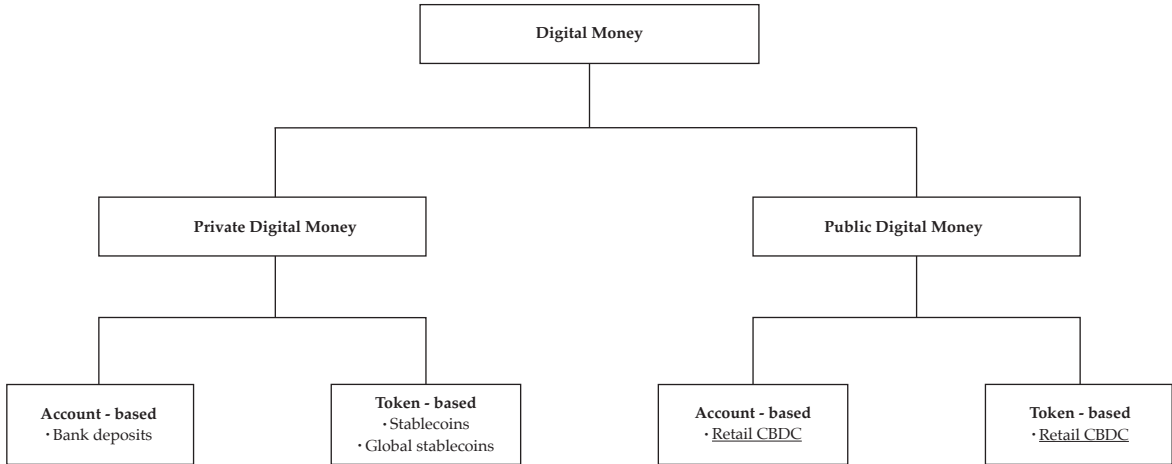 Digital Money
Private Digital Money
Public Digital Money
Account - based
· Bank deposits
Token - based
· Stablecoins
· Global stablecoins
Account - based
· Retail CBDC
Token - based
· Retail CBDC